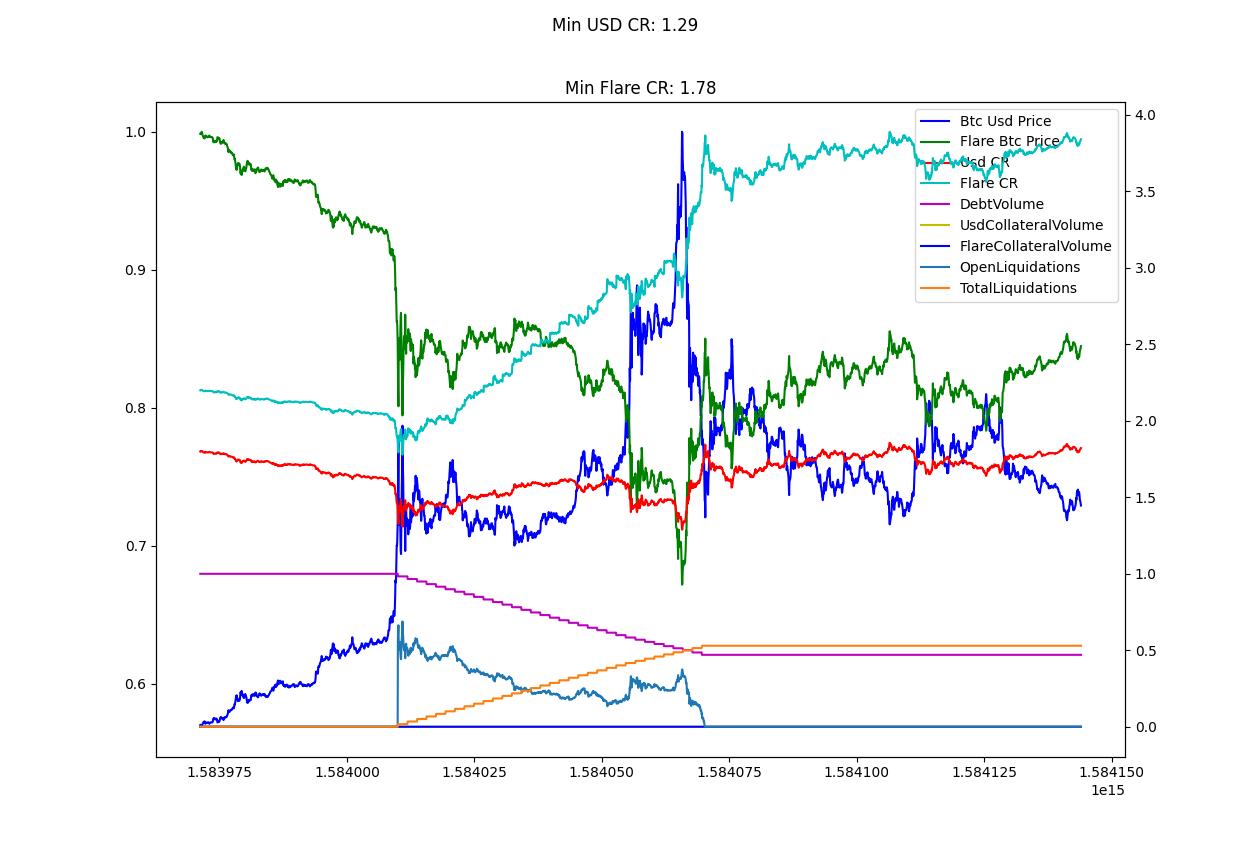 Min USD CR: 1.29
Min Flare CR: 1.78
1.0
0.9
0.8
0.7
0.6
4.0
3.5
3.0
2.5
2.0
1.5
1.0
0.5
0.0
Btc Usd Price
Flare Btc Price
Usd CR
Flare CR
DebtVolume
UsdCollateralVolume
FlareCollateralVolume
OpenLiquidations
TotalLiquidations
1.583975 1.584000 1.584025 1.584050 1.584075 1.584100 1.584125 1.584150
1e15